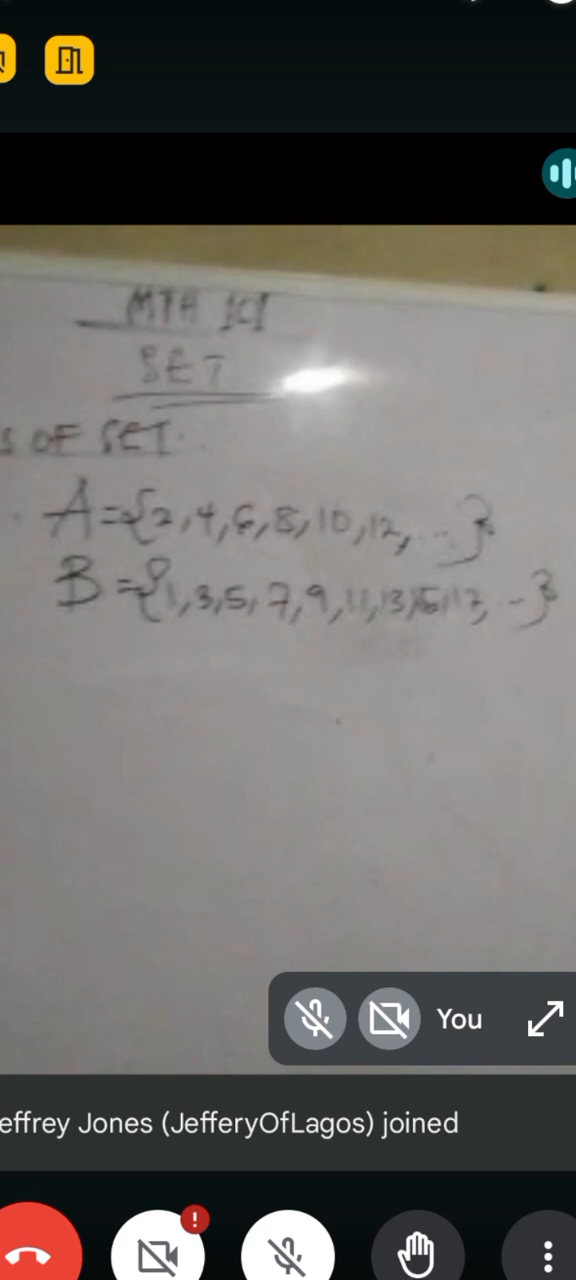 MTH 101
SET
S OF SET.
A={2,4,6,8,10,12,...}
B={1,3,5,7,9,11,13,15,17,...}
You
effrey Jones (JefferyOfLagos) joined